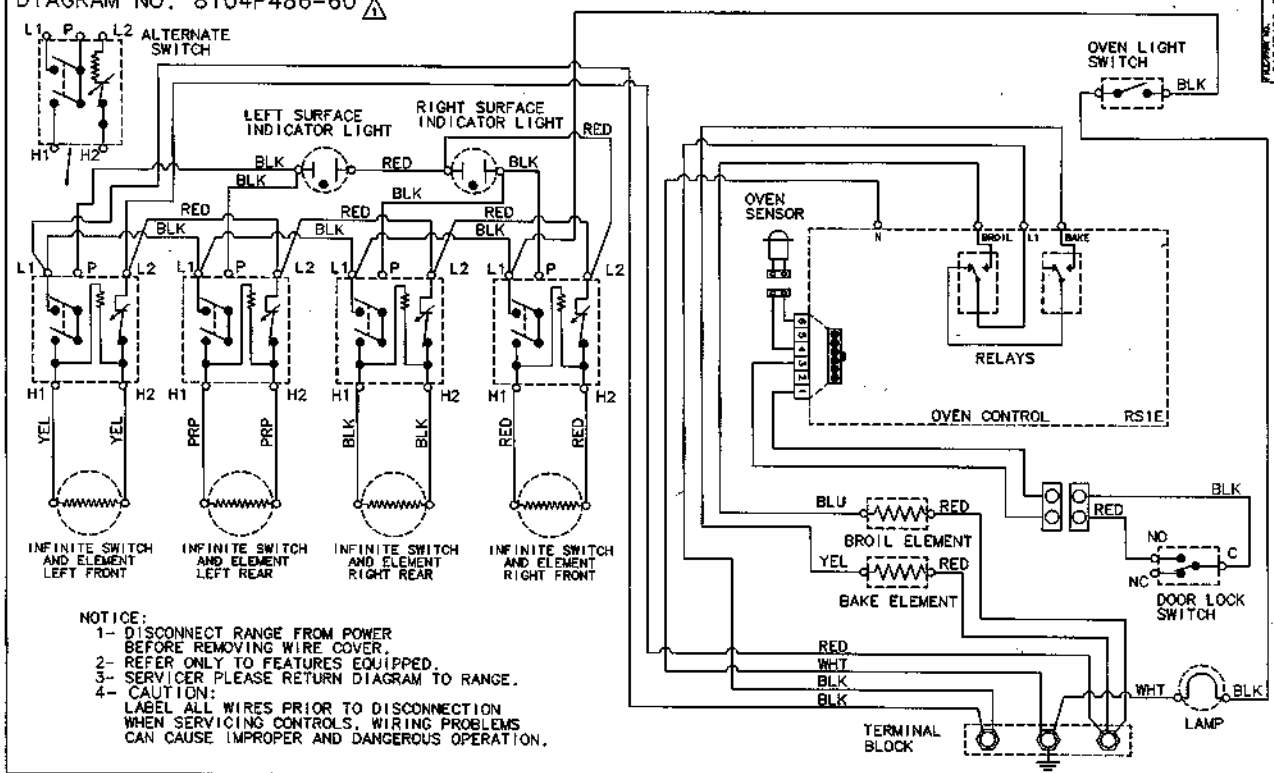 DIAGRAM NO. 8104P486-60 1
L1 P L2 ALTERNATE
SWITCH
H1 H2
LEFT SURFACE
INDICATOR LIGHT
RIGHT SURFACE
INDICATOR LIGHT
RED
OVEN LIGHT
SWITCH
BLK
BLK RED BLK
BLK BLK
RED RED RED
BLK BLK BLK
L1 P L2 L1 P L2 L1 P L2 L1 P L2
H1 H2 H1 H2 H1 H2 H1 H2
YEL YEL PRP PRP BLK BLK RED RED
INFINITE SWITCH
AND ELEMENT
LEFT FRONT
INFINITE SWITCH
AND ELEMENT
LEFT REAR
INFINITE SWITCH
AND ELEMENT
RIGHT REAR
INFINITE SWITCH
AND ELEMENT
RIGHT FRONT
OVEN
SENSOR
N BROIL L1 BAKE
RELAYS
6
5
4
3
2
1
OVEN CONTROL RS1E
BLU RED
BROIL ELEMENT
YEL RED
BAKE ELEMENT
BLK
RED
NO
C
NC
DOOR LOCK
SWITCH
RED
WHT
BLK
BLK
WHT BLK
LAMP
TERMINAL
BLOCK
NOTICE:
1- DISCONNECT RANGE FROM POWER
BEFORE REMOVING WIRE COVER.
2- REFER ONLY TO FEATURES EQUIPPED.
3- SERVICER PLEASE RETURN DIAGRAM TO RANGE.
4- CAUTION:
LABEL ALL WIRES PRIOR TO DISCONNECTION
WHEN SERVICING CONTROLS. WIRING PROBLEMS
CAN CAUSE IMPROPER AND DANGEROUS OPERATION.